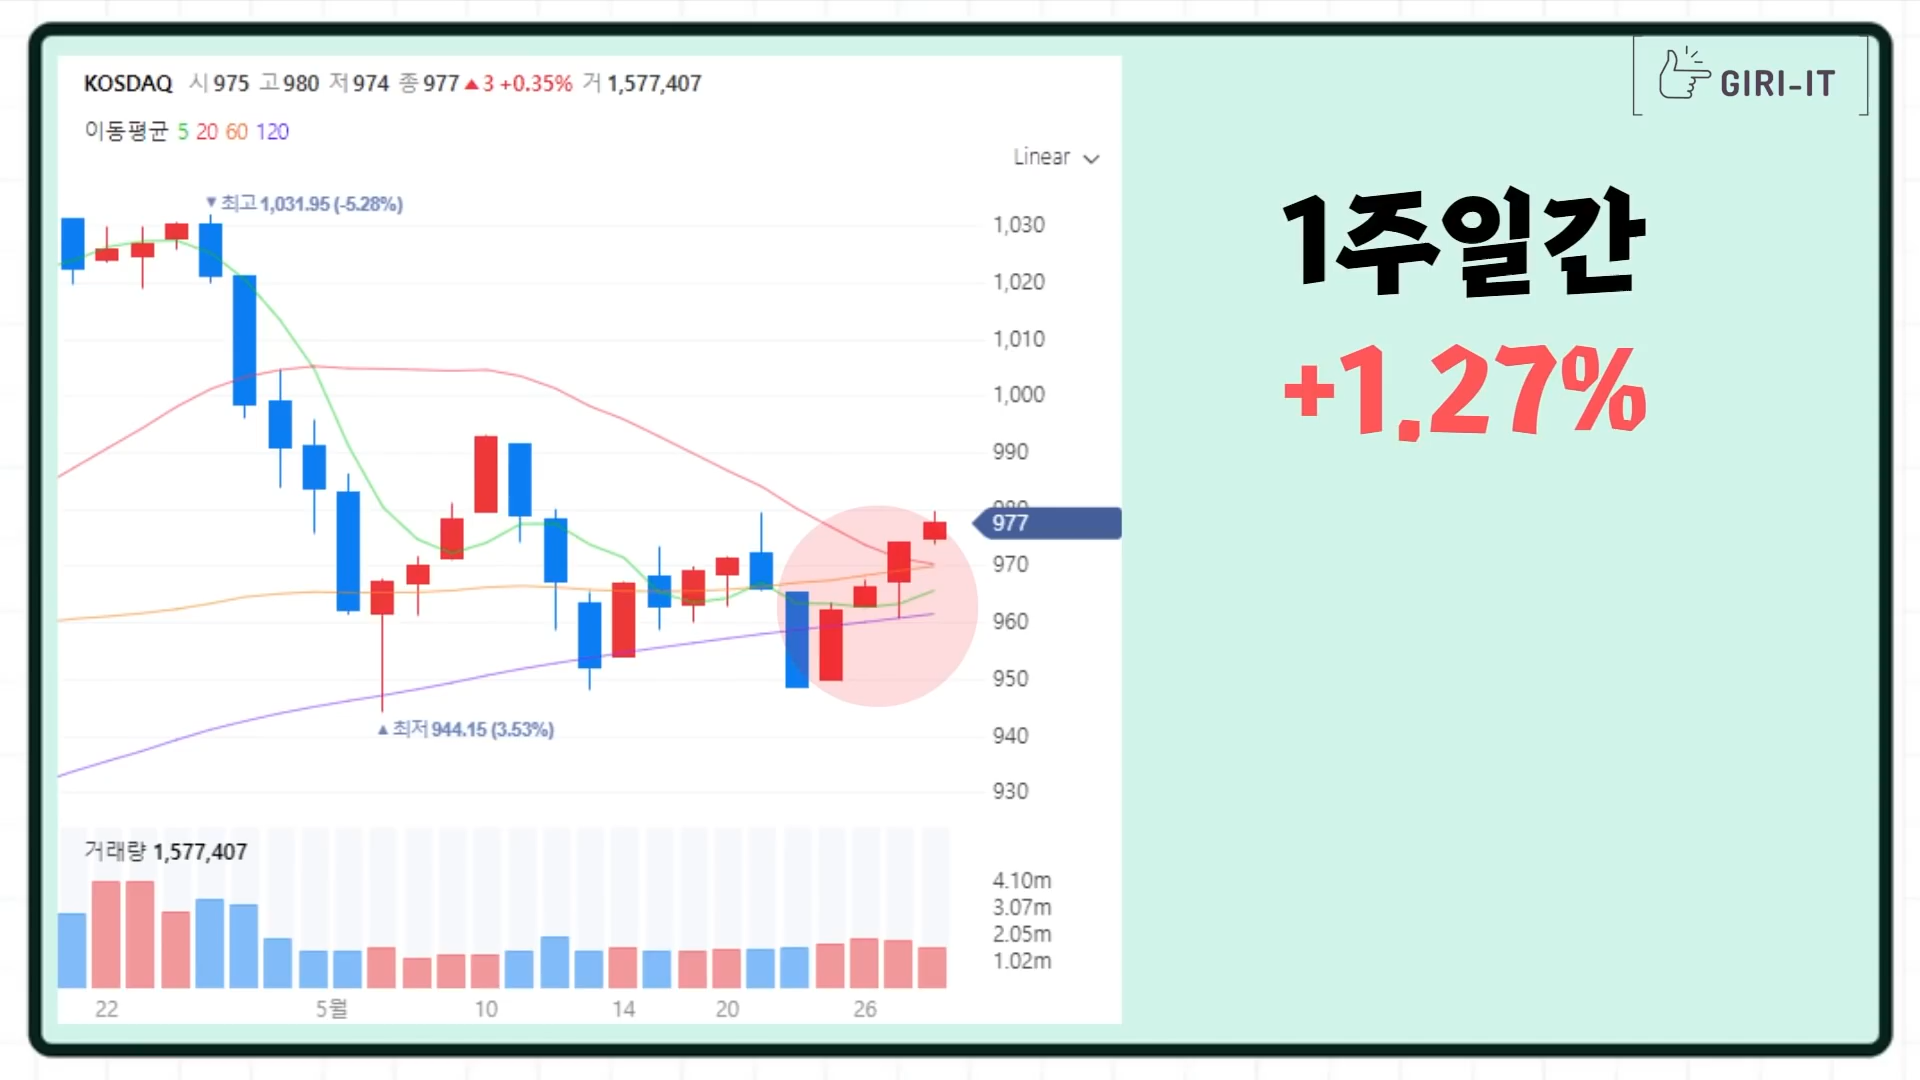 KOSDAQ 시 975 고 980 저 974 종 977 ▲3 +0.35% 거 1,577,407
이동평균 5 20 60 120
Linear
GIRI-IT
▼최고 1,031.95 (-5.28%)
1주일간
+1.27%
1,030
1,020
1,010
1,000
990
980
977
970
960
950
940
930
▲최저 944.15 (3.53%)
거래량 1,577,407
4.10m
3.07m
2.05m
1.02m
22 5월 10 14 20 26